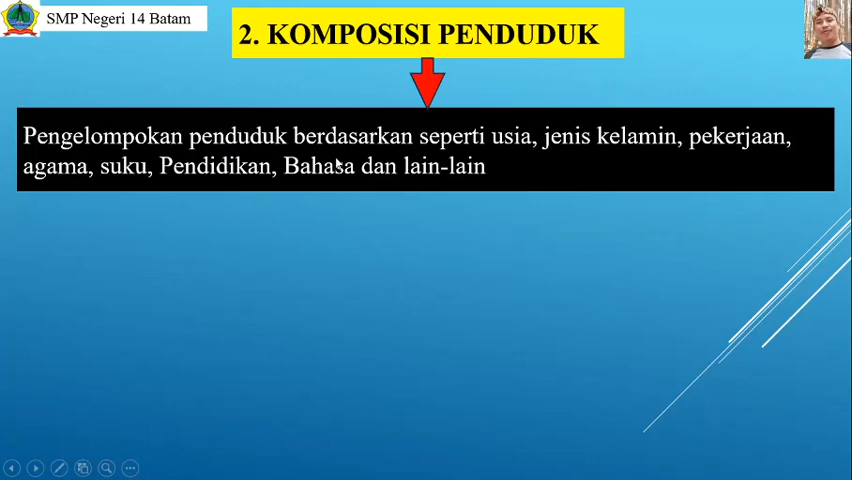 SMP Negeri 14 Batam
2. KOMPOSISI PENDUDUK
Pengelompokan penduduk berdasarkan seperti usia, jenis kelamin, pekerjaan,
agama, suku, Pendidikan, Bahasa dan lain-lain